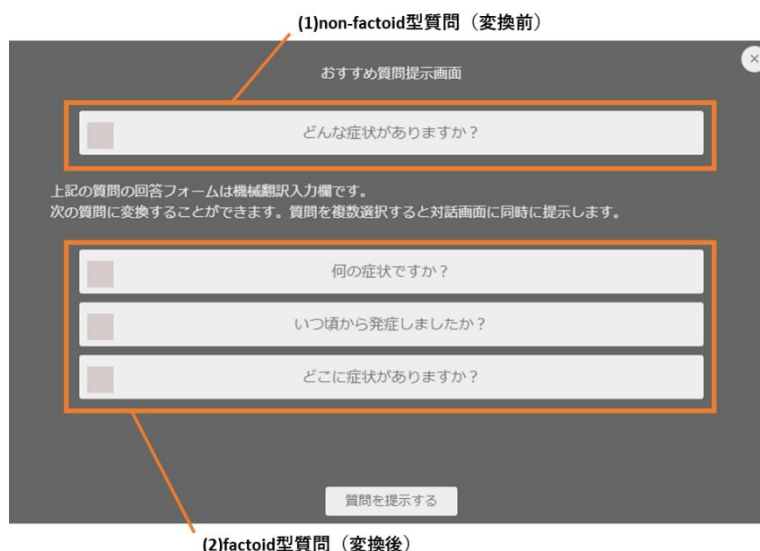 (1)non-factoid型質問（変換前）
おすすめ質問提示画面
×
どんな症状がありますか？
上記の質問の回答フォームは機械翻訳入力欄です。
次の質問に変換することができます。質問を複数選択すると対話画面に同時に提示します。
何の症状ですか？
いつ頃から発症しましたか？
どこに症状がありますか？
質問を提示する
(2)factoid型質問（変換後）